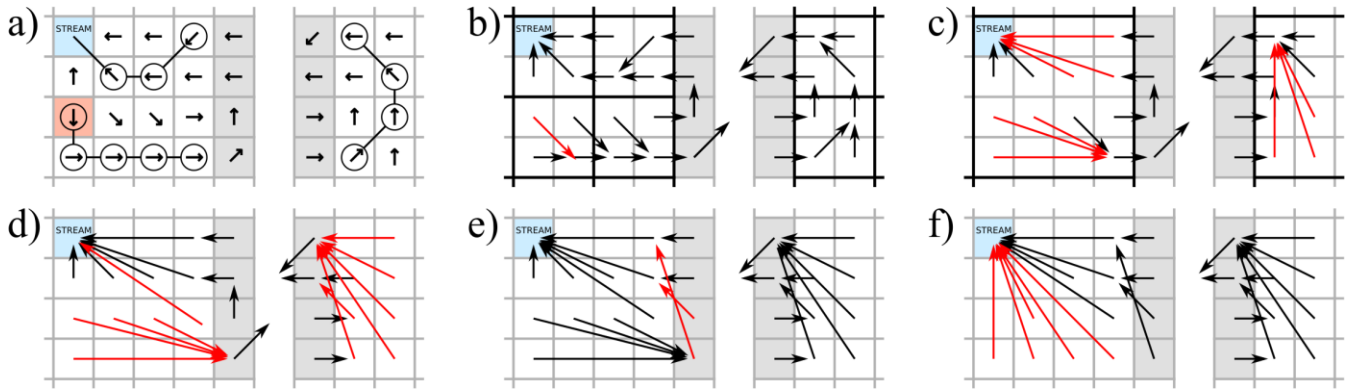 a)
STREAM
b)
STREAM
c)
STREAM
d)
STREAM
e)
STREAM
f)
STREAM